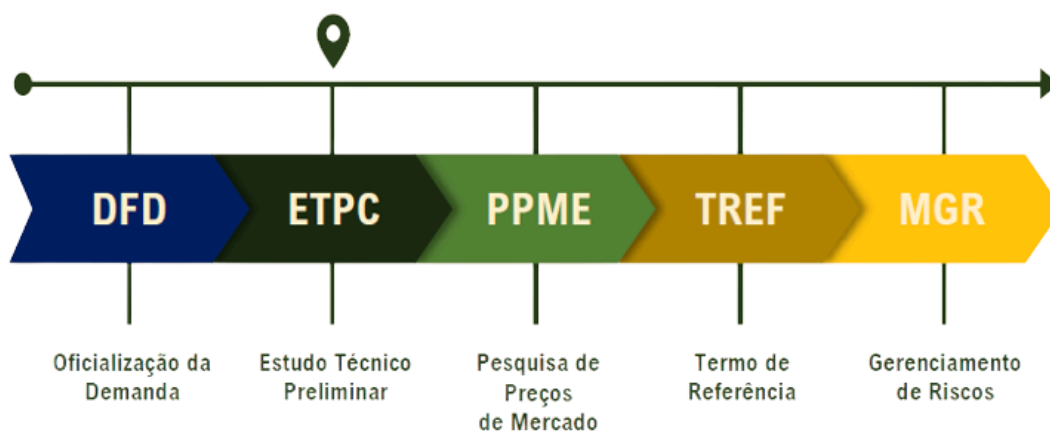 DFD
ETPC
PPME
TREF
MGR
Oficialização da
Demanda
Estudo Técnico
Preliminar
Pesquisa de
Preços
de Mercado
Termo de
Referência
Gerenciamento
de Riscos